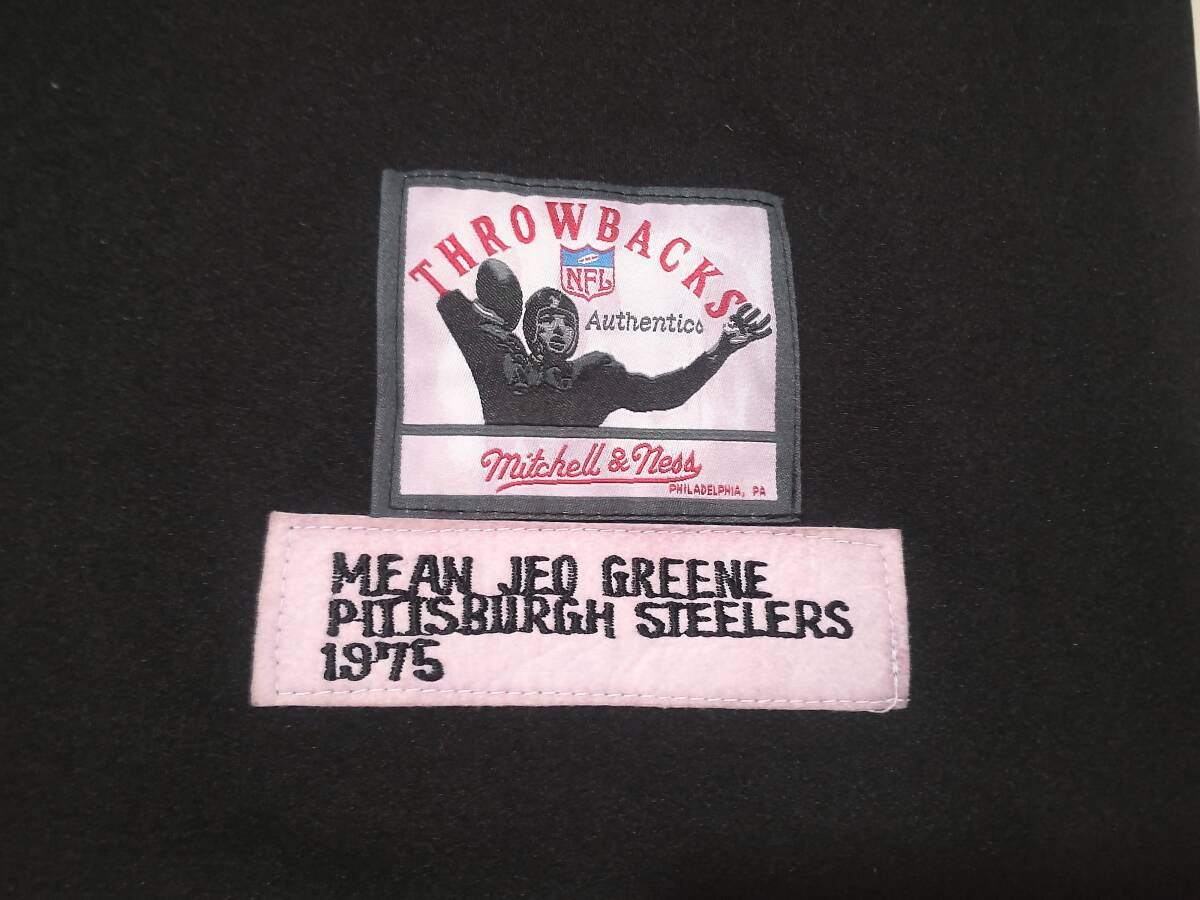 THROWBACKS
NFL
Authentics
Mitchell & Ness
PHILADELPHIA, PA
MEAN JEO GREENE
PITTSBURGH STEELERS
1975